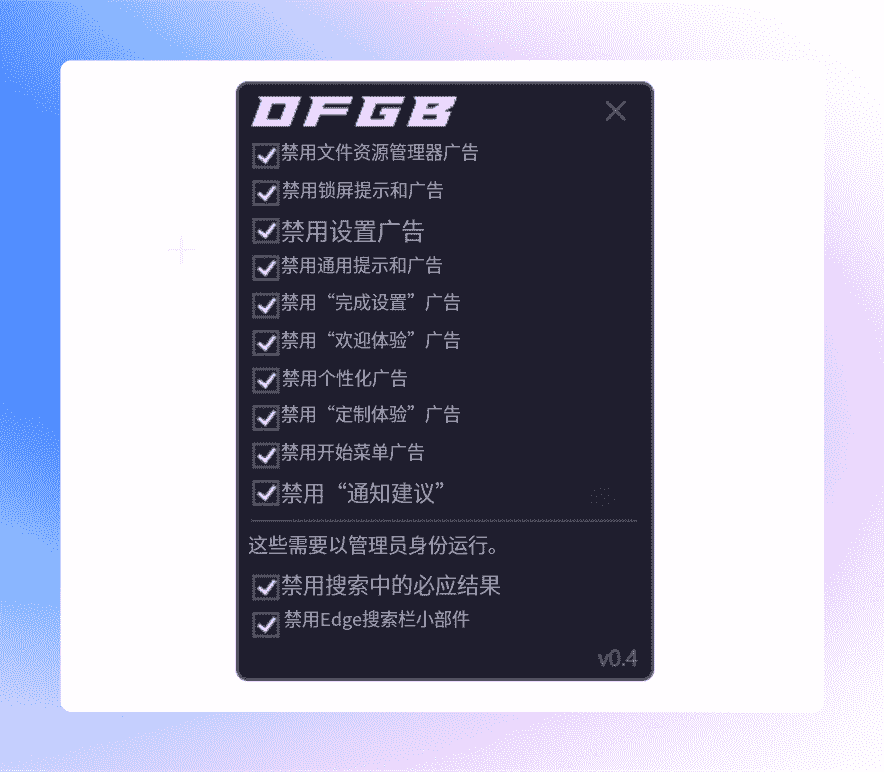 OFGB
禁用文件资源管理器广告
禁用锁屏提示和广告
禁用设置广告
禁用通用提示和广告
禁用“完成设置”广告
禁用“欢迎体验”广告
禁用个性化广告
禁用“定制体验”广告
禁用开始菜单广告
禁用“通知建议”
这些需要以管理员身份运行。
禁用搜索中的必应结果
禁用Edge搜索栏小部件
v0.4